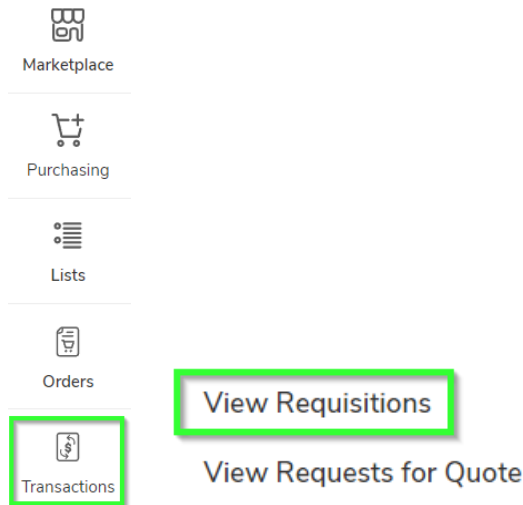 Marketplace
Purchasing
Lists
Orders
Transactions
View Requisitions
View Requests for Quote